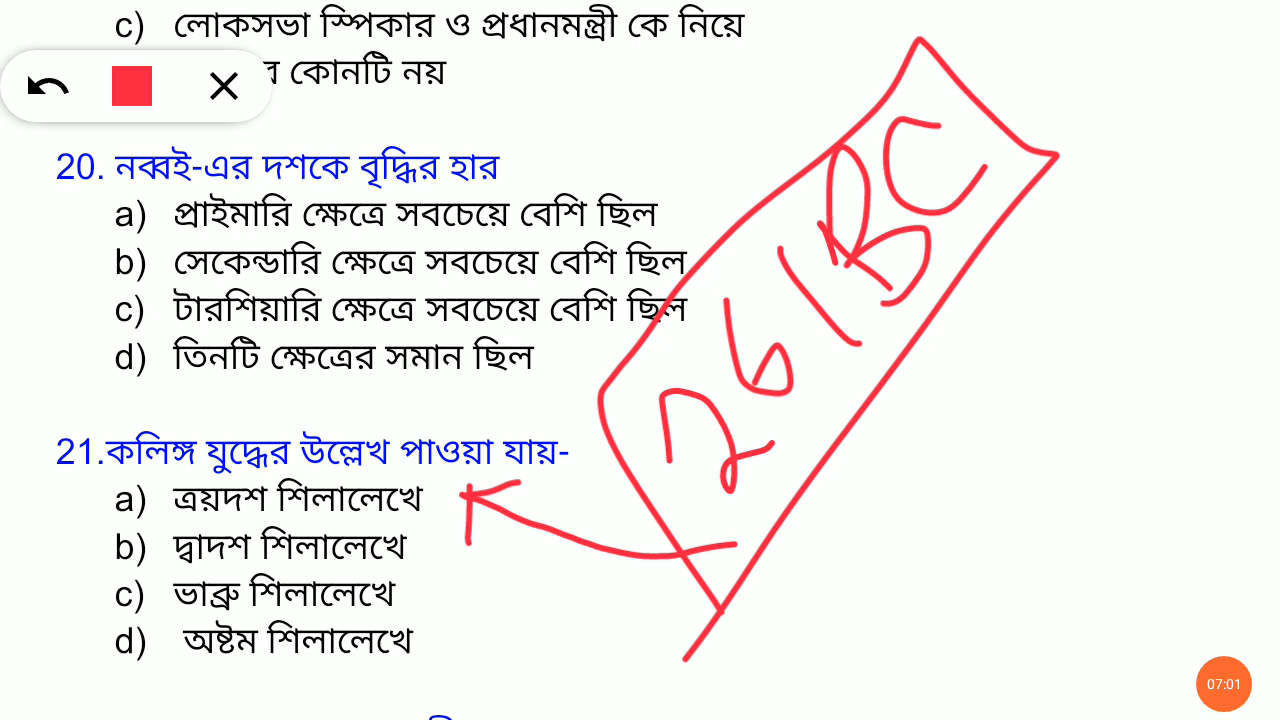 c) লোকসভা স্পিকার ও প্রধানমন্ত্রী কে নিয়ে
কোনটি নয়
20. নব্বই-এর দশকে বৃদ্ধির হার
a) প্রাইমারি ক্ষেত্রে সবচেয়ে বেশি ছিল
b) সেকেন্ডারি ক্ষেত্রে সবচেয়ে বেশি ছিল
c) টারশিয়ারি ক্ষেত্রে সবচেয়ে বেশি ছিল
d) তিনটি ক্ষেত্রের সমান ছিল
261BC
21.কলিঙ্গ যুদ্ধের উল্লেখ পাওয়া যায়-
a) ত্রয়দশ শিলালেখে
b) দ্বাদশ শিলালেখে
c) ভাব্রু শিলালেখে
d) অষ্টম শিলালেখে
07:01